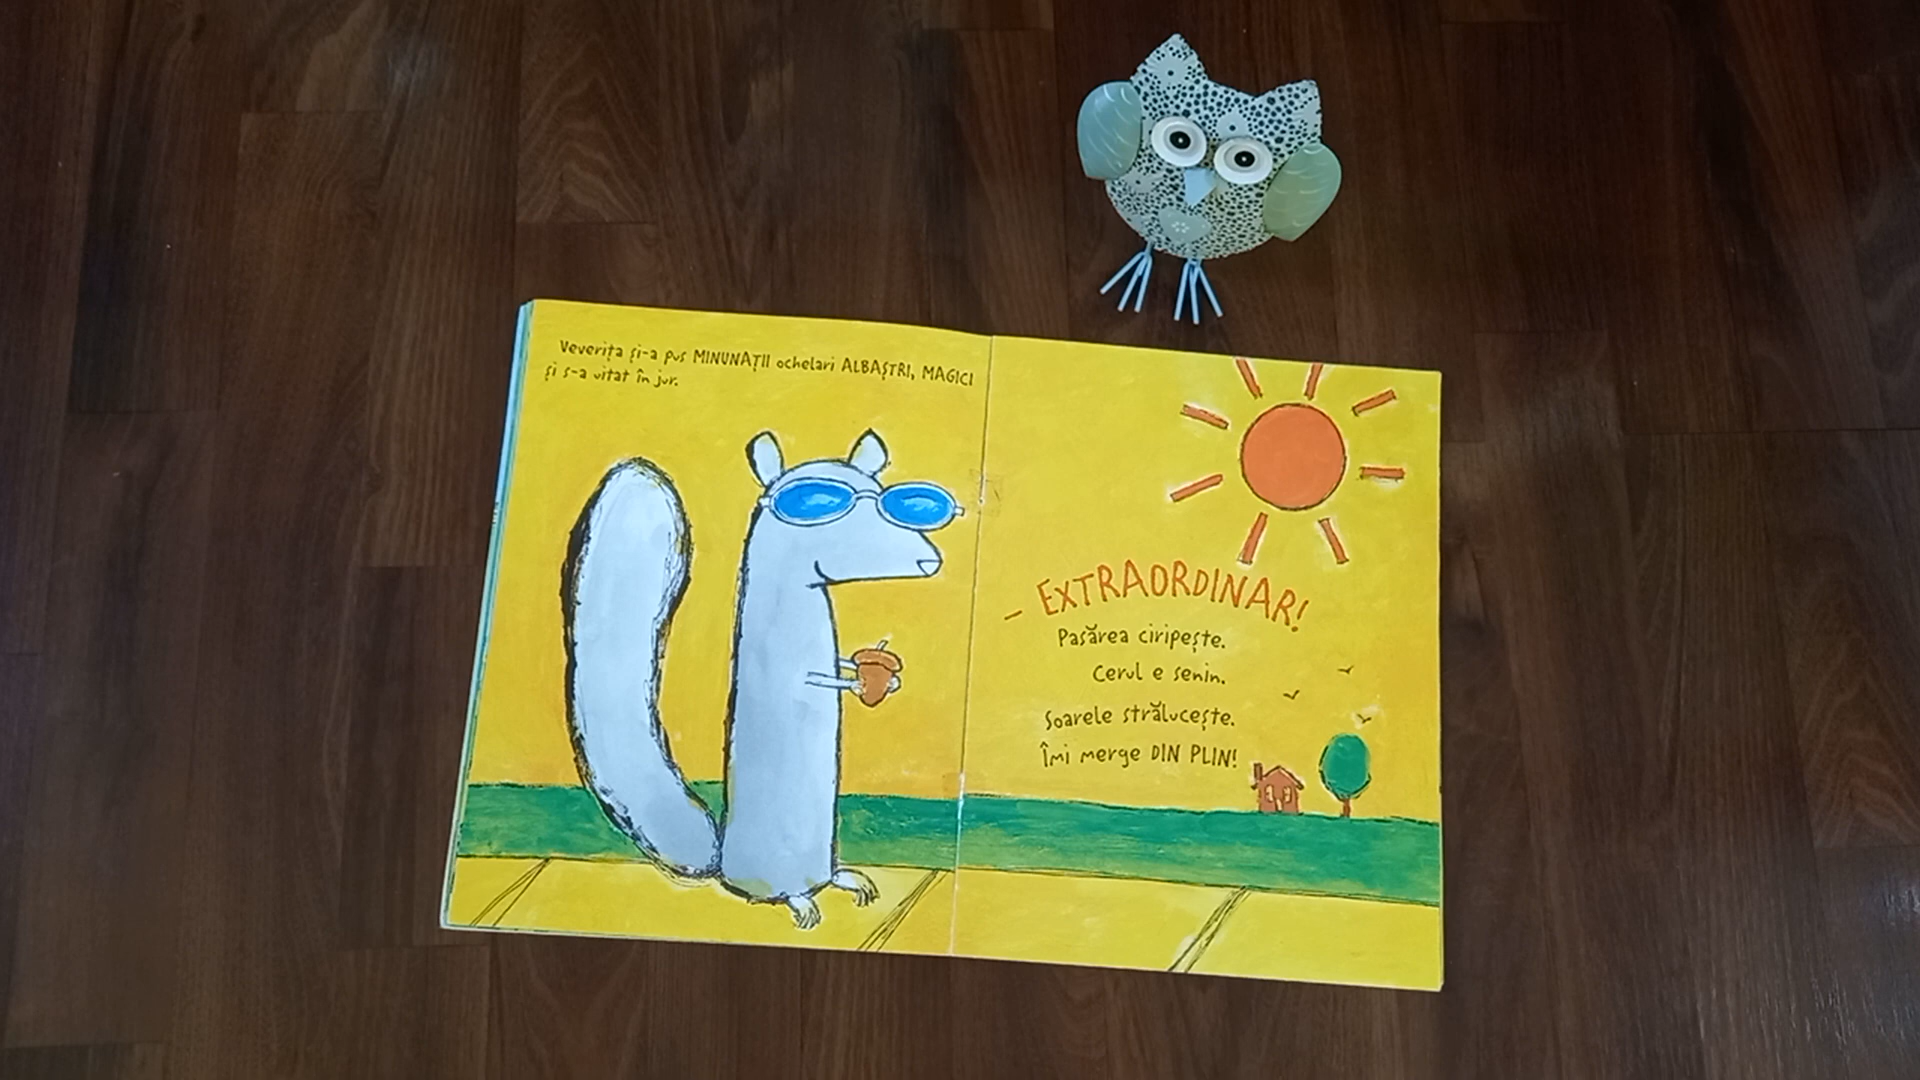 Veverița și-a pus MINUNAȚII ochelari ALBAȘTRI, MAGICI
și s-a uitat în jur.
– EXTRAORDINAR!
Pasărea ciripește.
Cerul e senin.
Soarele strălucește.
Îmi merge DIN PLIN!